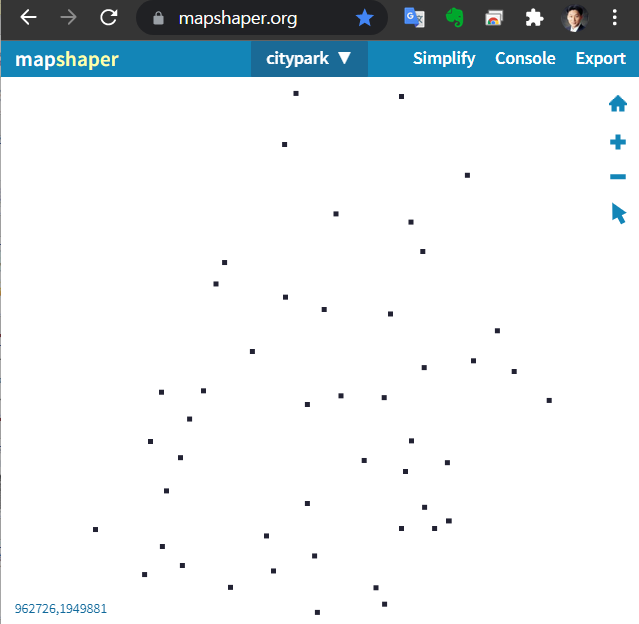 mapshaper.org
mapshaper
citypark ▼
Simplify
Console
Export
962726,1949881